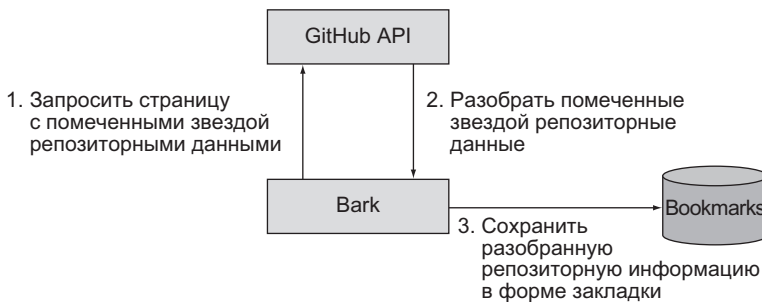 GitHub API
1. Запросить страницу
с помеченными звездой
репозиторными данными
2. Разобрать помеченные
звездой репозиторные
данные
Bark
Bookmarks
3. Сохранить
разобранную
репозиторную информацию
в форме закладки